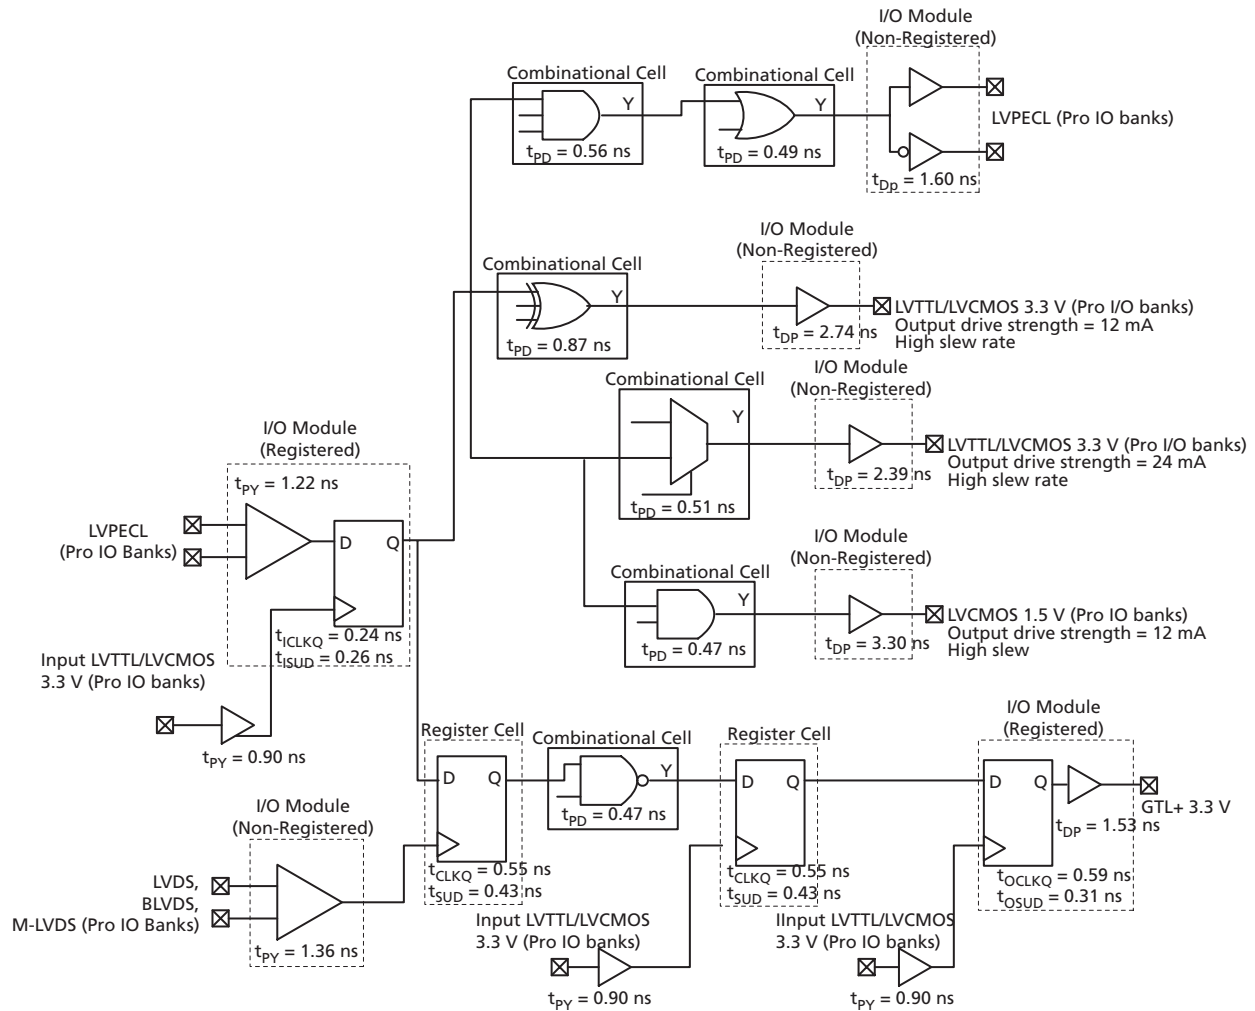 I/O Module
(Non-Registered)
Combinational Cell
Y
tPD = 0.56 ns
Combinational Cell
Y
tPD = 0.49 ns
LVPECL (Pro IO banks)
tDp = 1.60 ns
I/O Module
(Non-Registered)
Combinational Cell
Y
tPD = 0.87 ns
tDP = 2.74 ns
LVTTL/LVCMOS 3.3 V (Pro I/O banks)
Output drive strength = 12 mA
High slew rate
I/O Module
(Non-Registered)
Combinational Cell
Y
tPD = 0.51 ns
tDP = 2.39 ns
LVTTL/LVCMOS 3.3 V (Pro I/O banks)
Output drive strength = 24 mA
High slew rate
I/O Module
(Registered)
tPY = 1.22 ns
LVPECL
(Pro IO Banks)
D
Q
tICLKQ = 0.24 ns
tISUD = 0.26 ns
Input LVTTL/LVCMOS
3.3 V (Pro IO banks)
tPY = 0.90 ns
I/O Module
(Non-Registered)
Combinational Cell
Y
tPD = 0.47 ns
tDP = 3.30 ns
LVCMOS 1.5 V (Pro IO banks)
Output drive strength = 12 mA
High slew
I/O Module
(Non-Registered)
LVDS,
BLVDS,
M-LVDS (Pro IO Banks)
tPY = 1.36 ns
Register Cell
D
Q
tCLKQ = 0.55 ns
tSUD = 0.43 ns
Combinational Cell
Y
tPD = 0.47 ns
Register Cell
D
Q
tCLKQ = 0.55 ns
tSUD = 0.43 ns
Input LVTTL/LVCMOS
3.3 V (Pro IO banks)
tPY = 0.90 ns
I/O Module
(Registered)
D
Q
tDP = 1.53 ns
GTL+ 3.3 V
tOCLKQ = 0.59 ns
tOSUD = 0.31 ns
IInput LVTTL/LVCMOS
3.3 V (Pro IO banks)
tPY = 0.90 ns